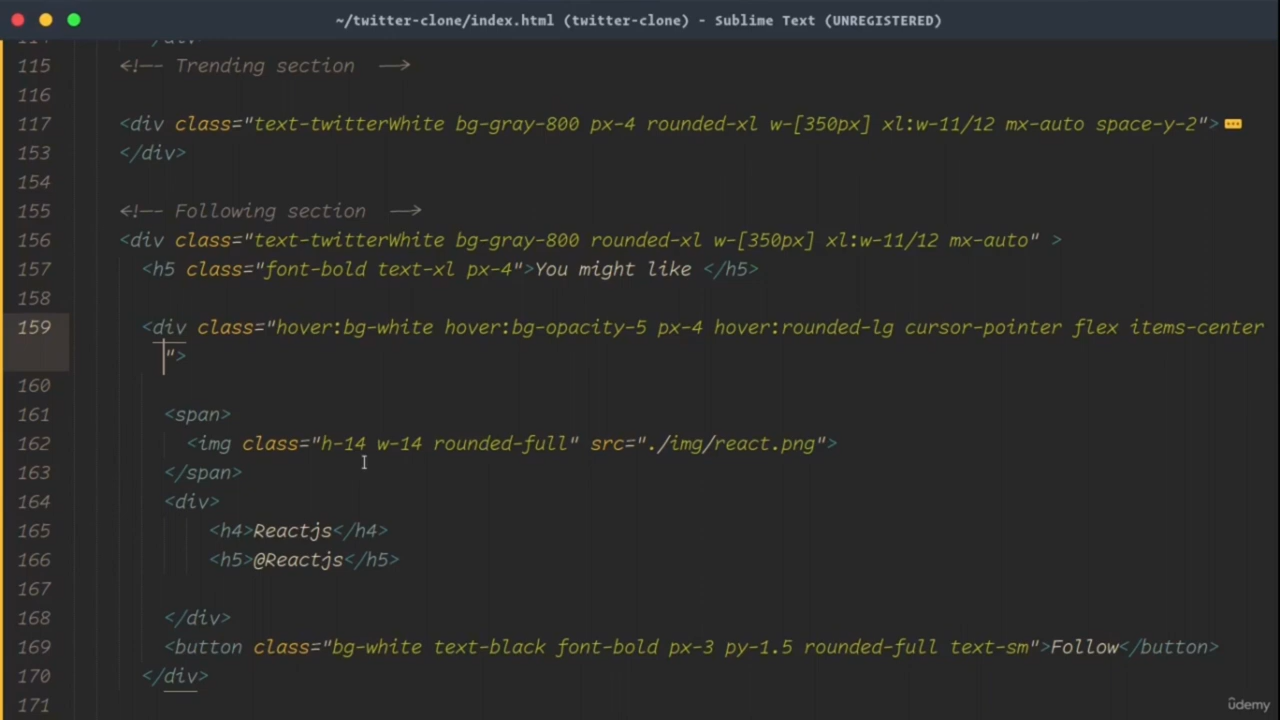 ~/twitter-clone/index.html (twitter-clone) - Sublime Text (UNREGISTERED)
114 </div>
115 <!-- Trending section -->
116
117 <div class="text-twitterWhite bg-gray-800 px-4 rounded-xl w-[350px] xl:w-11/12 mx-auto space-y-2">
153 </div>
154
155 <!-- Following section -->
156 <div class="text-twitterWhite bg-gray-800 rounded-xl w-[350px] xl:w-11/12 mx-auto" >
157 <h5 class="font-bold text-xl px-4">You might like </h5>
158
159 <div class="hover:bg-white hover:bg-opacity-5 px-4 hover:rounded-lg cursor-pointer flex items-center
">
160
161 <span>
162 <img class="h-14 w-14 rounded-full" src="./img/react.png">
163 </span>
164 <div>
165 <h4>Reactjs</h4>
166 <h5>@Reactjs</h5>
167
168 </div>
169 <button class="bg-white text-black font-bold px-3 py-1.5 rounded-full text-sm">Follow</button>
170 </div>
171
ûdemy